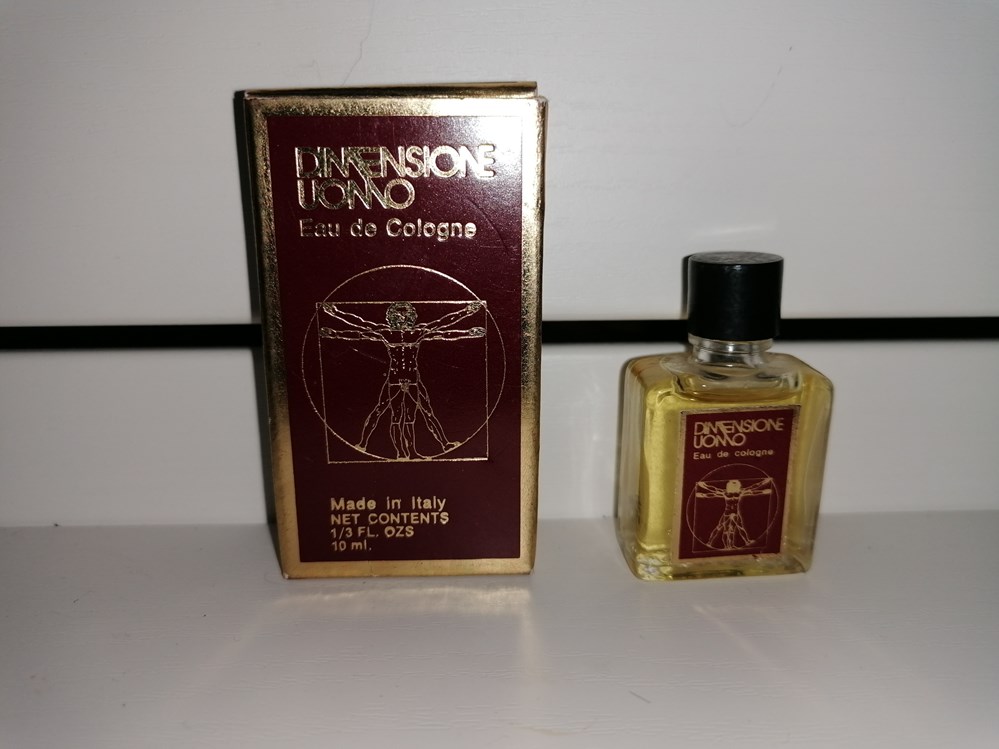 DIMENSIONE
UOMO
Eau de Cologne
Made in Italy
NET CONTENTS
1/3 FL. OZS
10 ml.
DIMENSIONE
UOMO
Eau de cologne